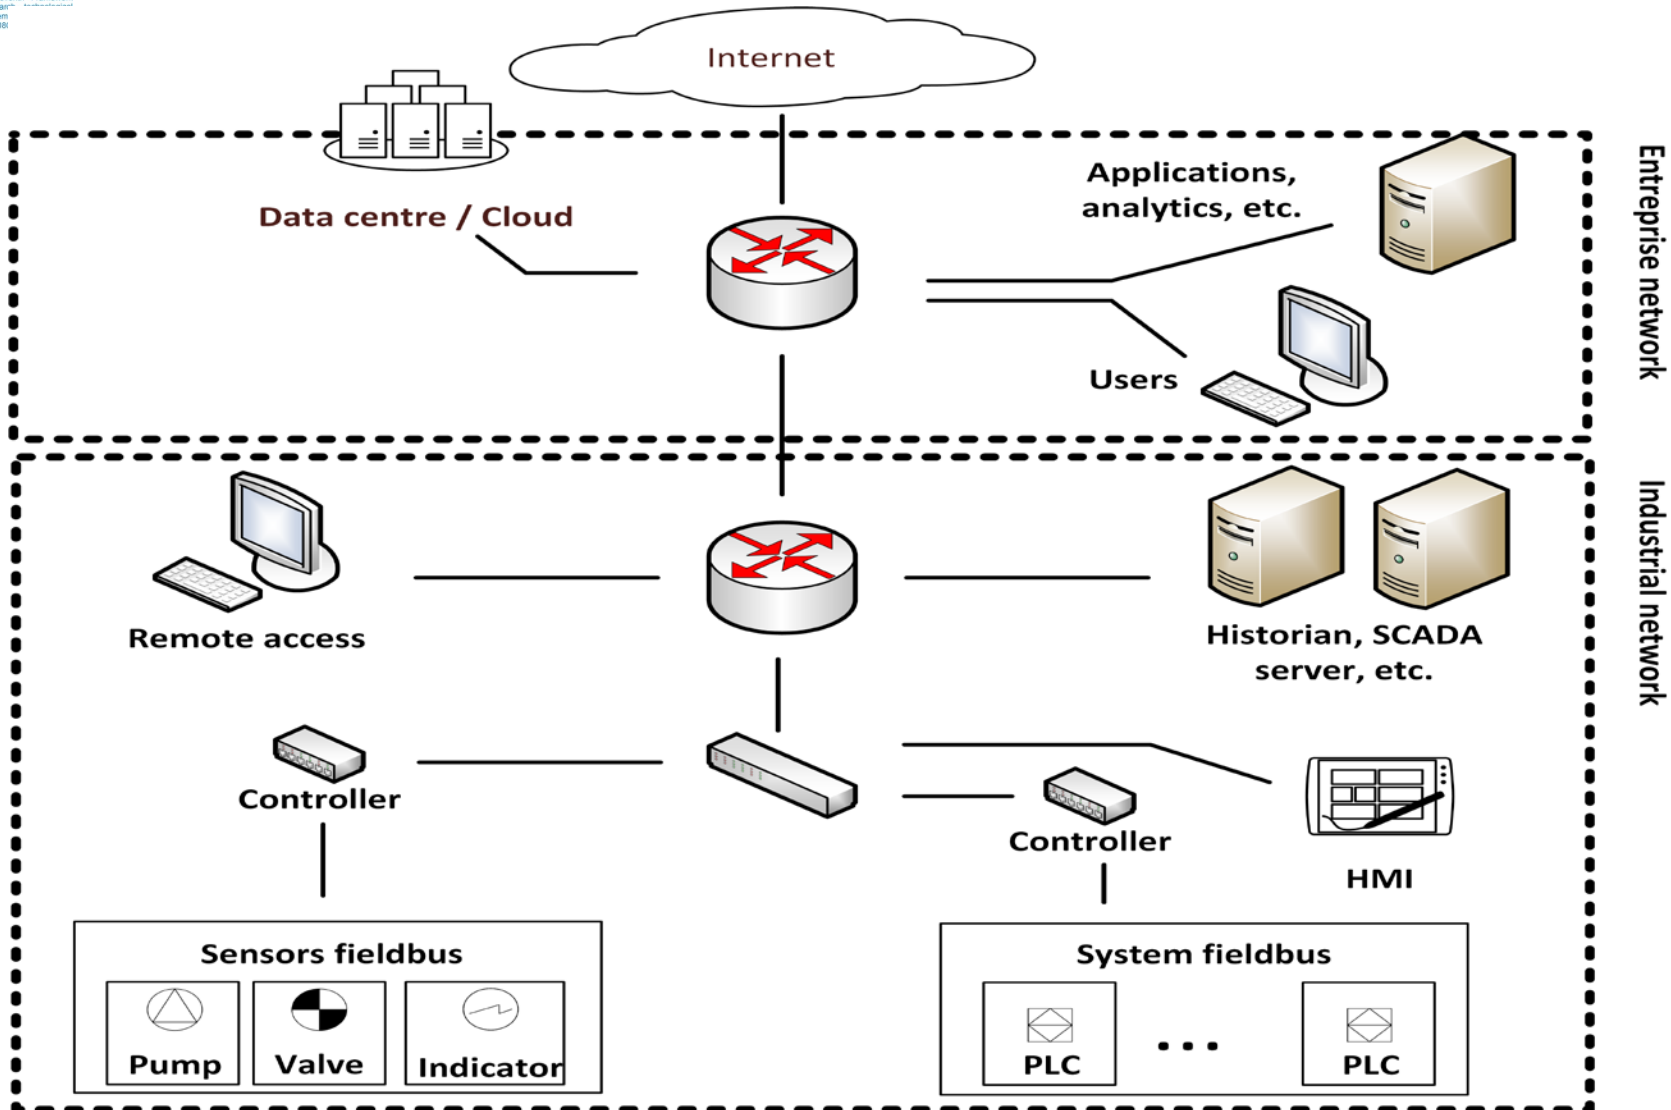 Internet
Data centre / Cloud
Applications,
analytics, etc.
Users
Entreprise network
Remote access
Historian, SCADA
server, etc.
Industrial network
Controller
Controller
HMI
Sensors fieldbus
Pump
Valve
Indicator
System fieldbus
PLC
...
PLC